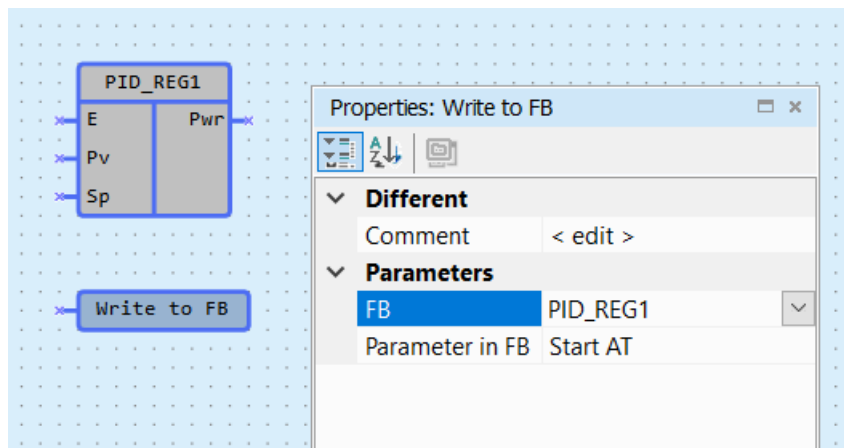 PID_REG1
E Pwr
Pv
Sp
Write to FB
Properties: Write to FB
Different
Comment < edit >
Parameters
FB PID_REG1
Parameter in FB Start AT